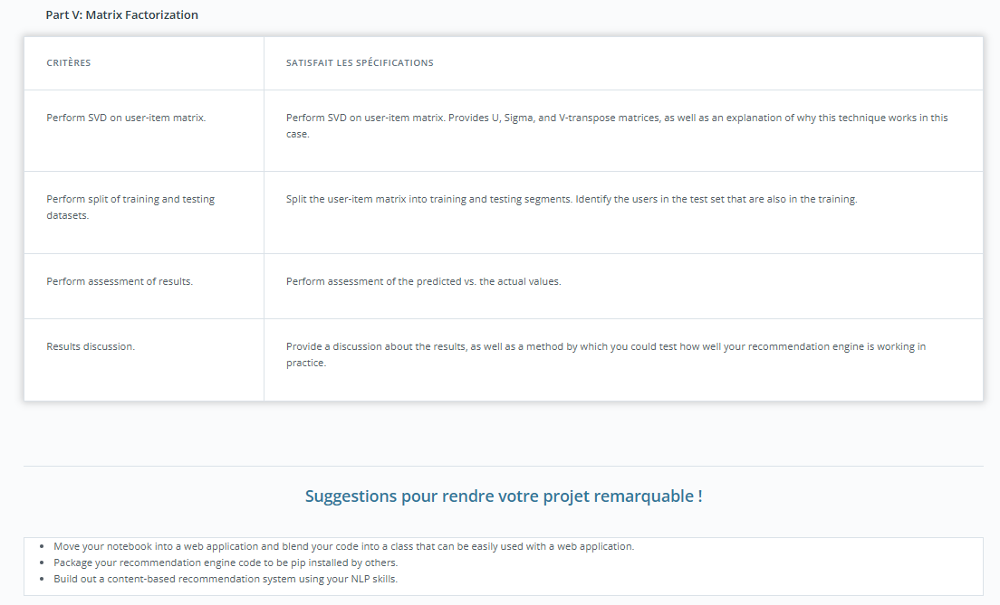 Part V: Matrix Factorization
CRITÈRES
SATISFAIT LES SPÉCIFICATIONS
Perform SVD on user-item matrix.
Perform SVD on user-item matrix. Provides U, Sigma, and V-transpose matrices, as well as an explanation of why this technique works in this
case.
Perform split of training and testing
datasets.
Split the user-item matrix into training and testing segments. Identify the users in the test set that are also in the training.
Perform assessment of results.
Perform assessment of the predicted vs. the actual values.
Results discussion.
Provide a discussion about the results, as well as a method by which you could test how well your recommendation engine is working in
practice.
Suggestions pour rendre votre projet remarquable !
• Move your notebook into a web application and blend your code into a class that can be easily used with a web application.
• Package your recommendation engine code to be pip installed by others.
• Build out a content-based recommendation system using your NLP skills.